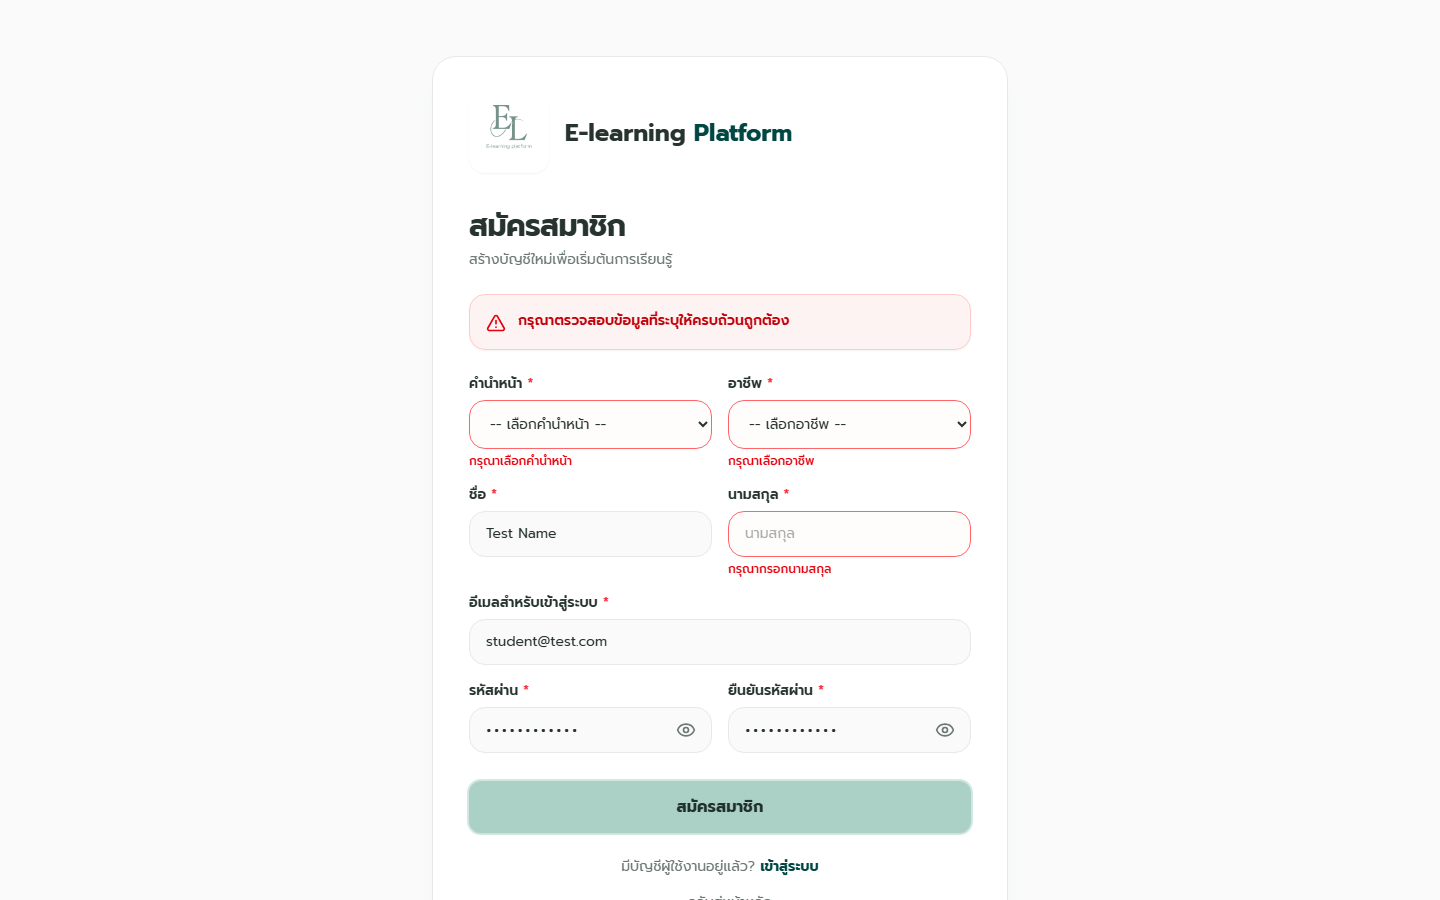 EL
E-learning platform
E-learning Platform
สมัครสมาชิก
สร้างบัญชีใหม่เพื่อเริ่มต้นการเรียนรู้
กรุณาตรวจสอบข้อมูลที่ระบุให้ครบถ้วนถูกต้อง
คำนำหน้า * อาชีพ *
-- เลือกคำนำหน้า -- -- เลือกอาชีพ --
กรุณาเลือกคำนำหน้า กรุณาเลือกอาชีพ
ชื่อ * นามสกุล *
Test Name นามสกุล
กรุณากรอกนามสกุล
อีเมลสำหรับเข้าสู่ระบบ *
student@test.com
รหัสผ่าน * ยืนยันรหัสผ่าน *
•••••••••••• ••••••••••••
สมัครสมาชิก
มีบัญชีผู้ใช้งานอยู่แล้ว? เข้าสู่ระบบ